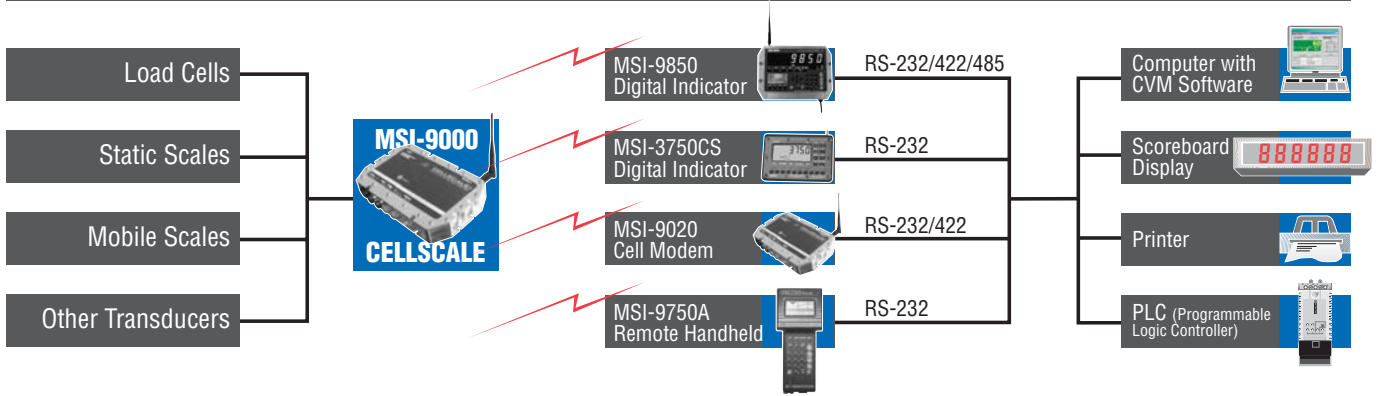 Load Cells
Static Scales
Mobile Scales
Other Transducers
MSI-9000
CELLSCALE
MSI-9850
Digital Indicator
9850
RS-232/422/485
MSI-3750CS
Digital Indicator
3750
RS-232
MSI-9020
Cell Modem
RS-232/422
MSI-9750A
Remote Handheld
RS-232
Computer with
CVM Software
Scoreboard
Display
888888
Printer
PLC (Programmable
Logic Controller)